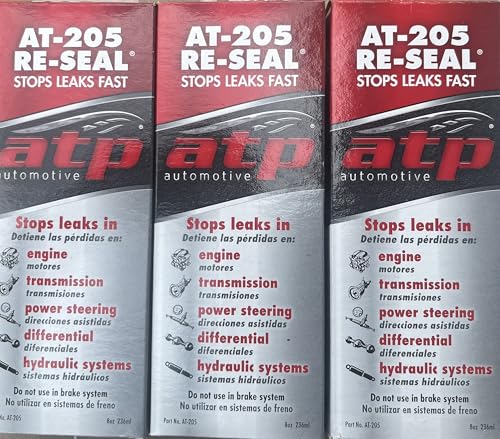 AT-205
RE-SEAL®
STOPS LEAKS FAST
atp®
automotive
Stops leaks in
Detiene las pérdidas en:
engine
motores
transmission
transmisiones
power steering
direcciones asistidas
differential
diferenciales
hydraulic systems
sistemas hidráulicos
Do not use in brake system
No utilizar en sistemas de freno
No. AT-205
8oz 236ml
AT-205
RE-SEAL®
STOPS LEAKS FAST
atp®
automotive
Stops leaks in
Detiene las pérdidas en:
engine
motores
transmission
transmisiones
power steering
direcciones asistidas
differential
diferenciales
hydraulic systems
sistemas hidráulicos
Do not use in brake system
No utilizar en sistemas de freno
Part No. AT-205
8oz 236ml
AT-205
RE-SEAL®
STOPS LEAKS FAST
atp®
automotive
Stops leaks in
Detiene las pérdidas en:
engine
motores
transmission
transmisiones
power steering
direcciones asistidas
differential
diferenciales
hydraulic systems
sistemas hidráulicos
Do not use in brake system
No utilizar en sistemas de freno
Part No. AT-205
8oz 236ml